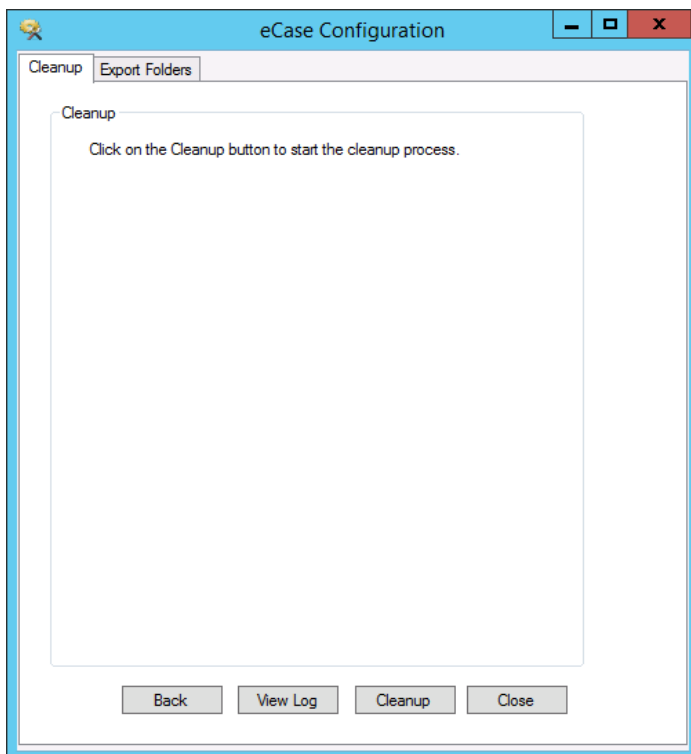 eCase Configuration
Cleanup Export Folders
Cleanup
Click on the Cleanup button to start the cleanup process.
Back View Log Cleanup Close